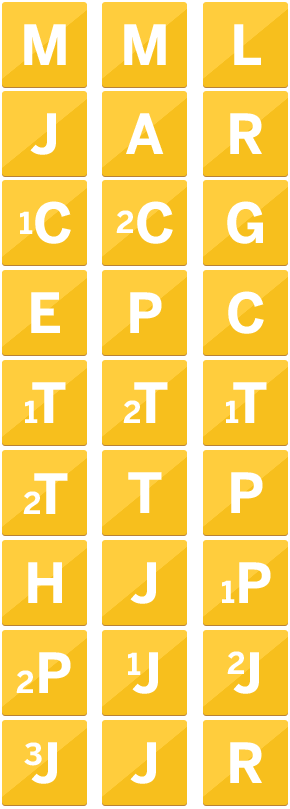 M M L
J A R
1C 2C G
E P C
1T 2T 1T
2T T P
H J 1P
2P 1J 2J
3J J R